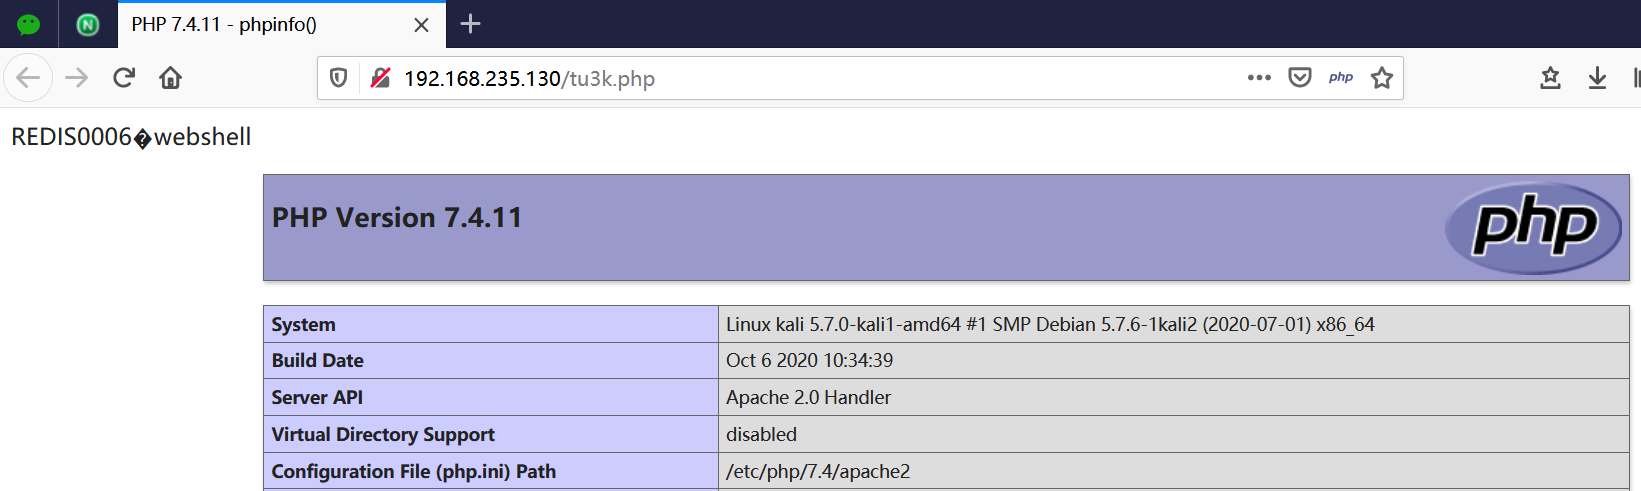 PHP 7.4.11 - phpinfo()
192.168.235.130/tu3k.php
php
REDIS0006�webshell
PHP Version 7.4.11
php
System Linux kali 5.7.0-kali1-amd64 #1 SMP Debian 5.7.6-1kali2 (2020-07-01) x86_64
Build Date Oct 6 2020 10:34:39
Server API Apache 2.0 Handler
Virtual Directory Support disabled
Configuration File (php.ini) Path /etc/php/7.4/apache2